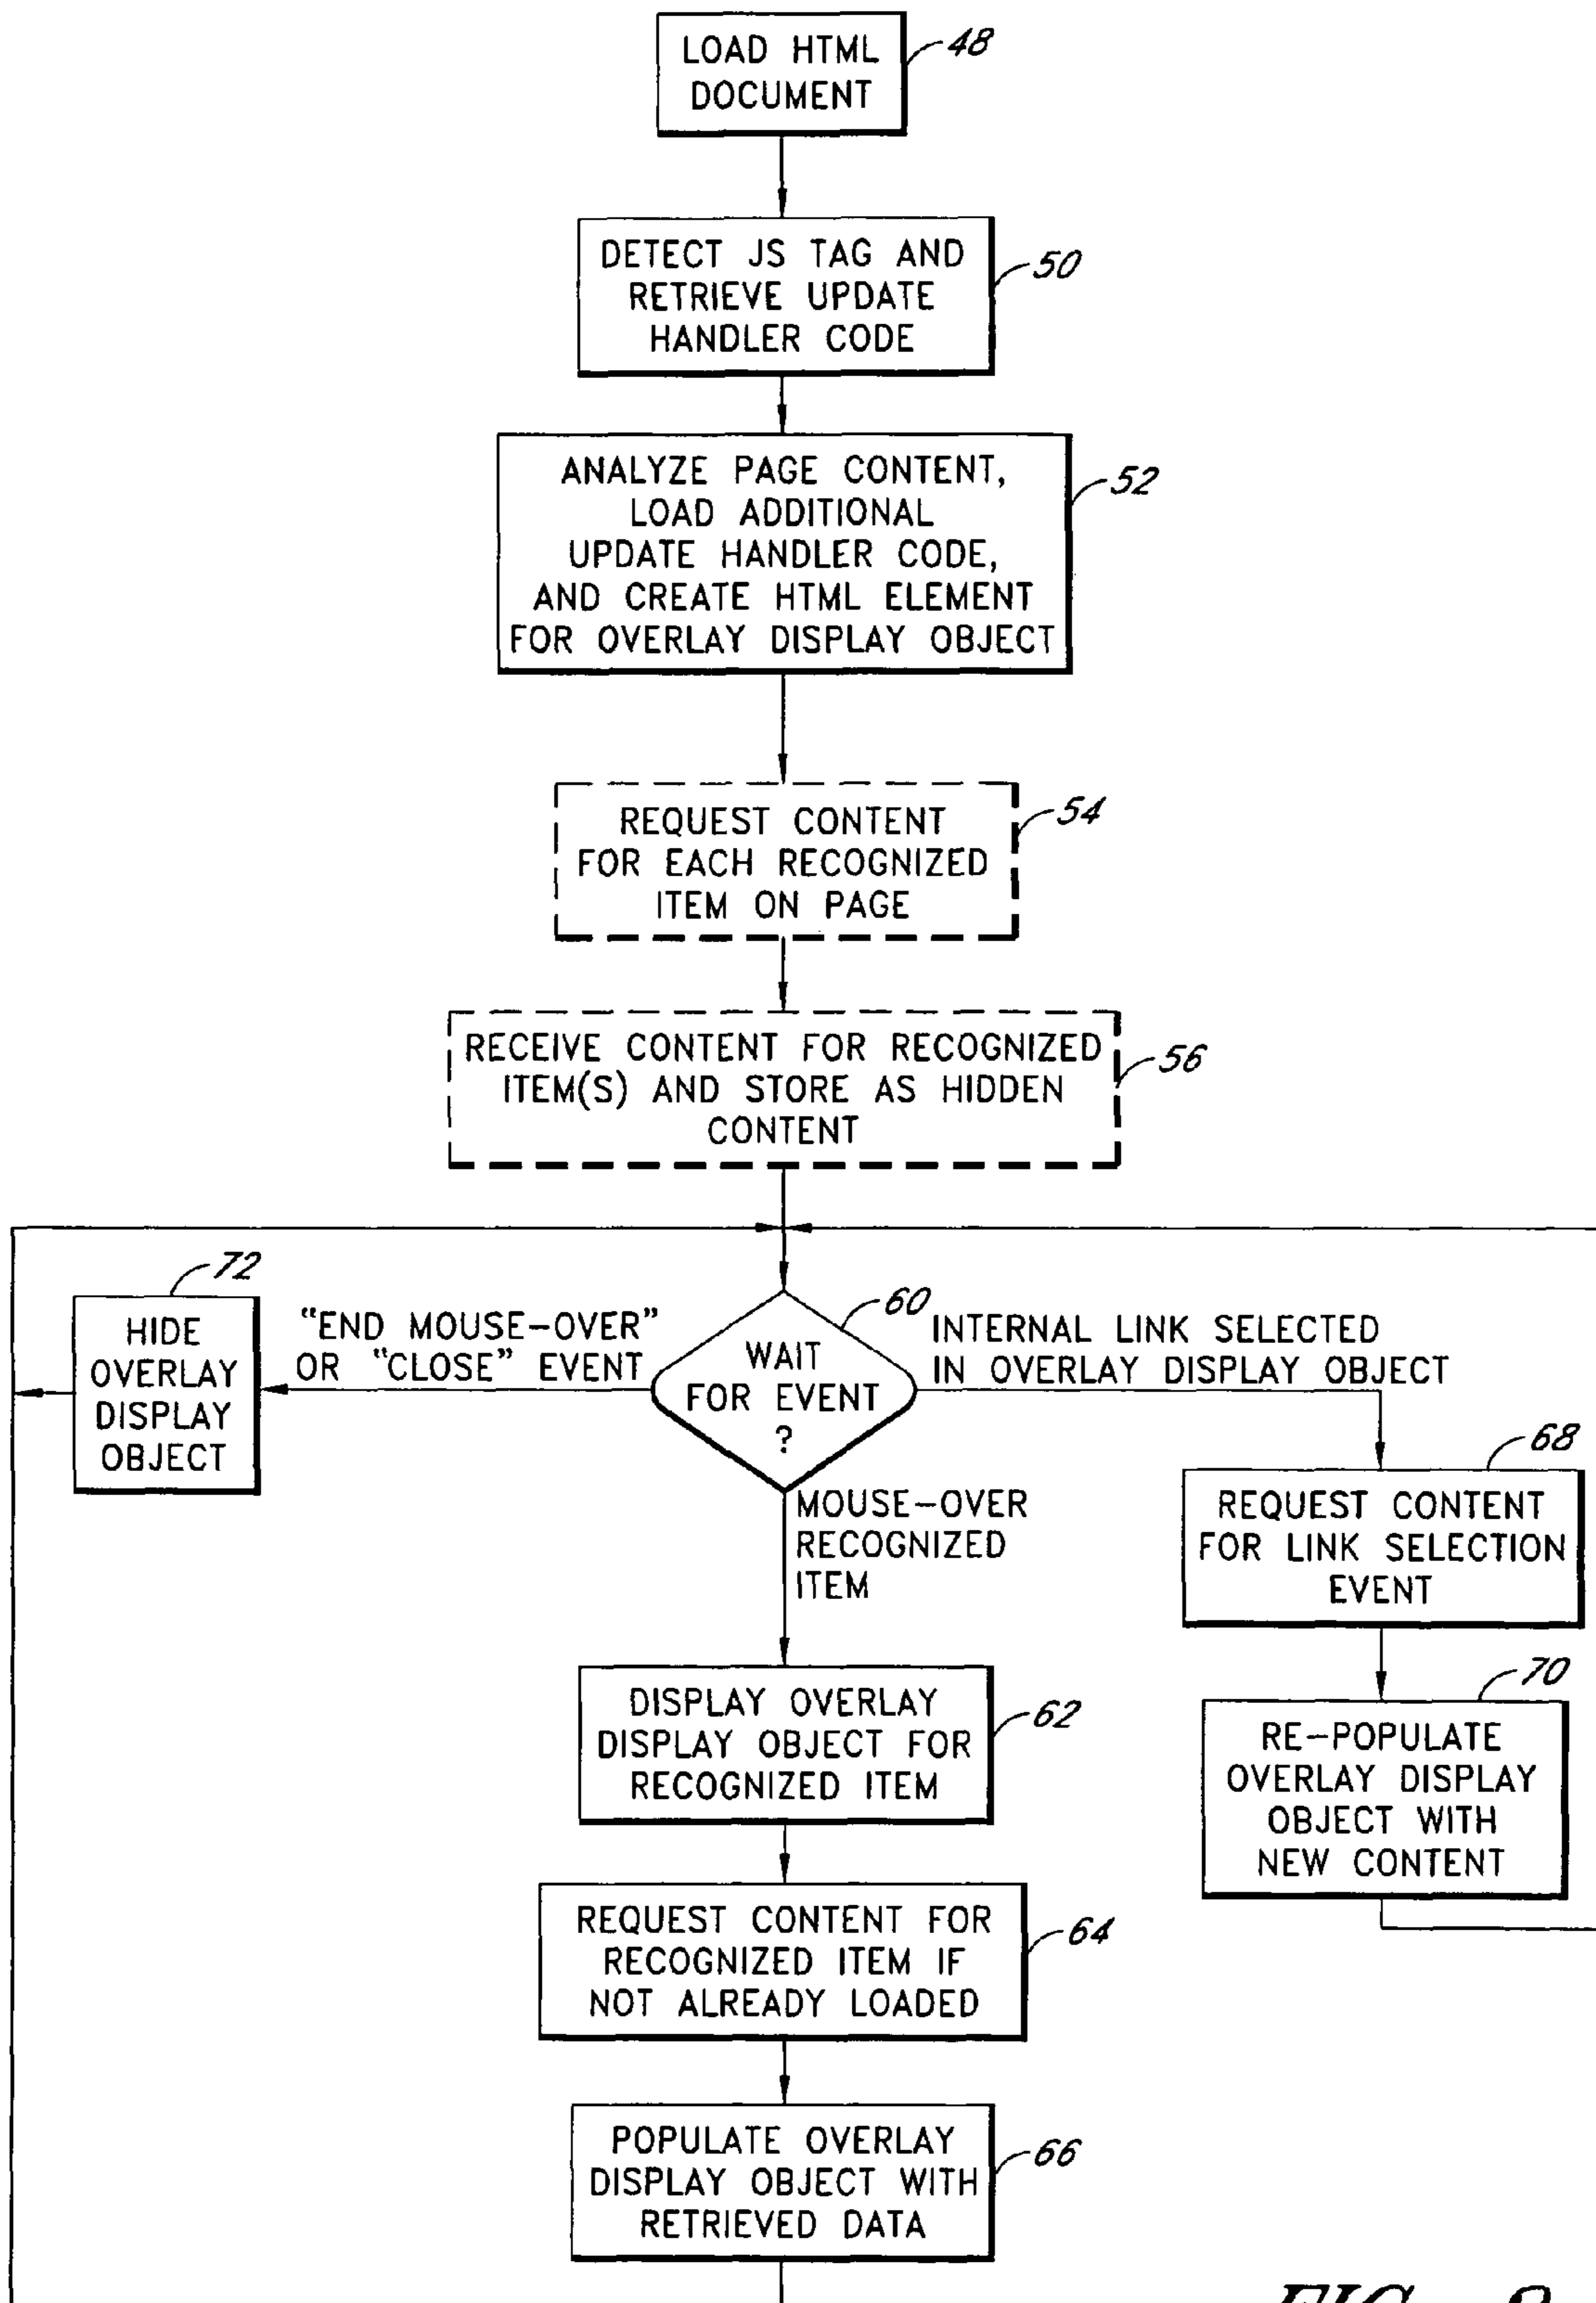 LOAD HTML
DOCUMENT
48
DETECT JS TAG AND
RETRIEVE UPDATE
HANDLER CODE
50
ANALYZE PAGE CONTENT,
LOAD ADDITIONAL
UPDATE HANDLER CODE,
AND CREATE HTML ELEMENT
FOR OVERLAY DISPLAY OBJECT
52
REQUEST CONTENT
FOR EACH RECOGNIZED
ITEM ON PAGE
54
RECEIVE CONTENT FOR RECOGNIZED
ITEM(S) AND STORE AS HIDDEN
CONTENT
56
72
HIDE
OVERLAY
DISPLAY
OBJECT
"END MOUSE-OVER"
OR "CLOSE" EVENT
60
WAIT
FOR EVENT
?
INTERNAL LINK SELECTED
IN OVERLAY DISPLAY OBJECT
MOUSE-OVER
RECOGNIZED
ITEM
68
REQUEST CONTENT
FOR LINK SELECTION
EVENT
70
RE-POPULATE
OVERLAY DISPLAY
OBJECT WITH
NEW CONTENT
DISPLAY OVERLAY
DISPLAY OBJECT FOR
RECOGNIZED ITEM
62
REQUEST CONTENT FOR
RECOGNIZED ITEM IF
NOT ALREADY LOADED
64
POPULATE OVERLAY
DISPLAY OBJECT WITH
RETRIEVED DATA
66